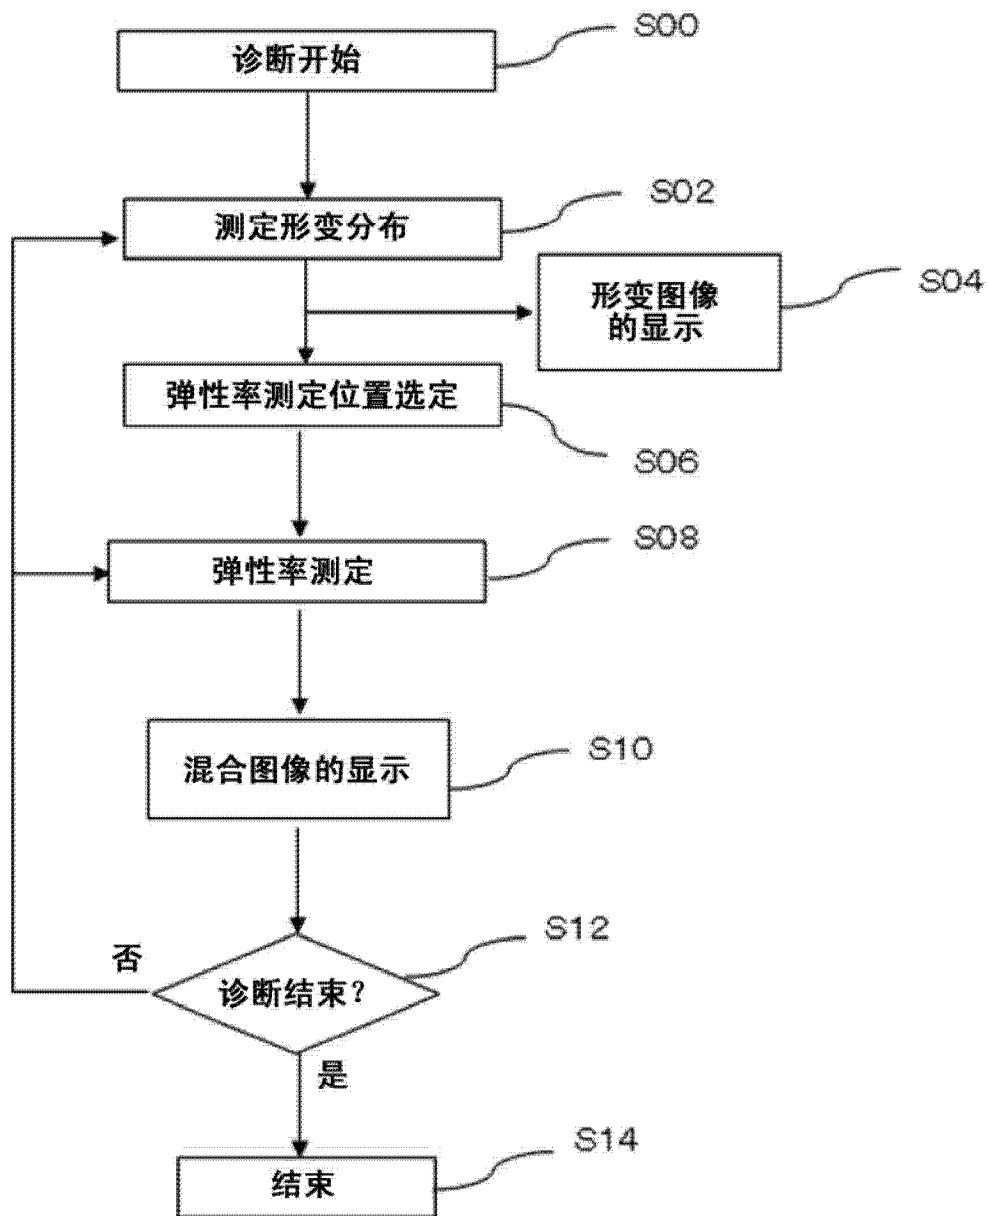 S00
诊断开始
S02
测定形变分布
S04
形变图像
的显示
弹性率测定位置选定
S06
S08
弹性率测定
S10
混合图像的显示
S12
否
诊断结束？
是
S14
结束